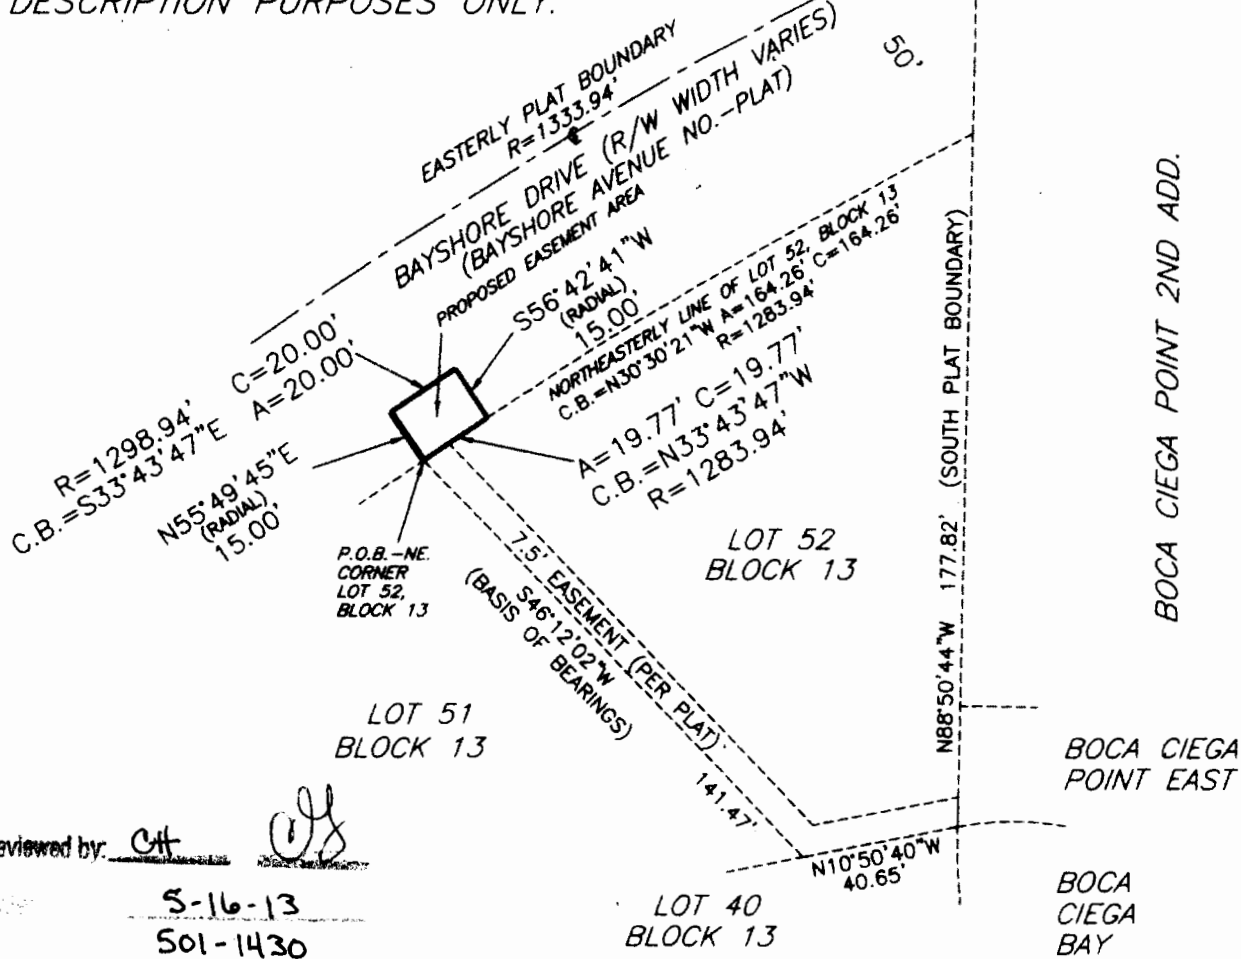 DESCRIPTION PURPOSES ONLY.
EASTERLY PLAT BOUNDARY
R=1333.94'
50'
BAYSHORE DRIVE (R/W WIDTH VARIES)
(BAYSHORE AVENUE NO.-PLAT)
PROPOSED EASEMENT AREA
S56°42'41"W
(RADIAL)
15.00'
NORTHEASTERLY LINE OF LOT 52, BLOCK 13
C.B.=N30°30'21"W A=164.26' C=164.26'
R=1283.94'
C=20.00'
A=20.00'
R=1298.94'
C.B.=S33°43'47"E
N55°49'45"E
(RADIAL)
15.00'
A=19.77' C=19.77'
C.B.=N33°43'47"W
R=1283.94'
P.O.B.-NE.
CORNER
LOT 52,
BLOCK 13
7.5' EASEMENT (PER PLAT)
S46°12'02"W
(BASIS OF BEARINGS)
141.47'
LOT 52
BLOCK 13
N88°50'44"W 177.82' (SOUTH PLAT BOUNDARY)
BOCA CIEGA POINT 2ND ADD.
LOT 51
BLOCK 13
BOCA CIEGA
POINT EAST
N10°50'40"W
40.65'
LOT 40
BLOCK 13
BOCA
CIEGA
BAY
eviewed by: CH
5-16-13
501-1430